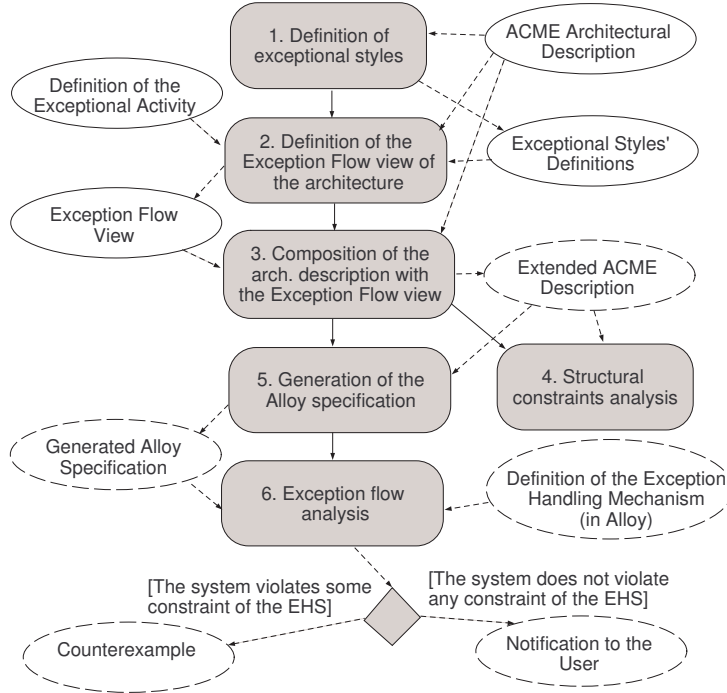 1. Definition of
exceptional styles
ACME Architectural
Description
Definition of the
Exceptional Activity
2. Definition of the
Exception Flow view of
the architecture
Exceptional Styles'
Definitions
Exception Flow
View
3. Composition of the
arch. description with
the Exception Flow view
Extended ACME
Description
5. Generation of the
Alloy specification
4. Structural
constraints analysis
Generated Alloy
Specification
6. Exception flow
analysis
Definition of the Exception
Handling Mechanism
(in Alloy)
[The system violates some
constraint of the EHS]
[The system does not violate
any constraint of the EHS]
Counterexample
Notification to the
User